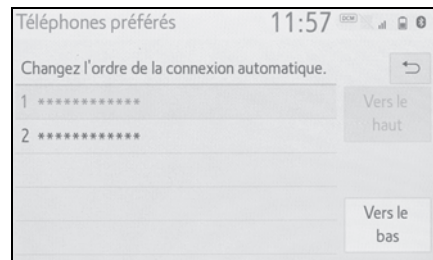 Téléphones préférés 11:57
Changez l'ordre de la connexion automatique.
1 ************
2 ************
Vers le
haut
Vers le
bas